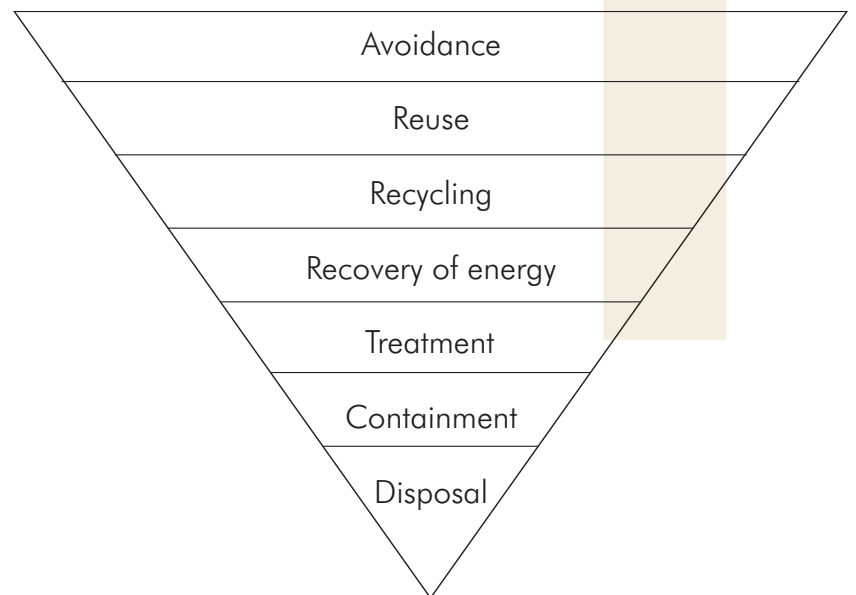 Avoidance
Reuse
Recycling
Recovery of energy
Treatment
Containment
Disposal